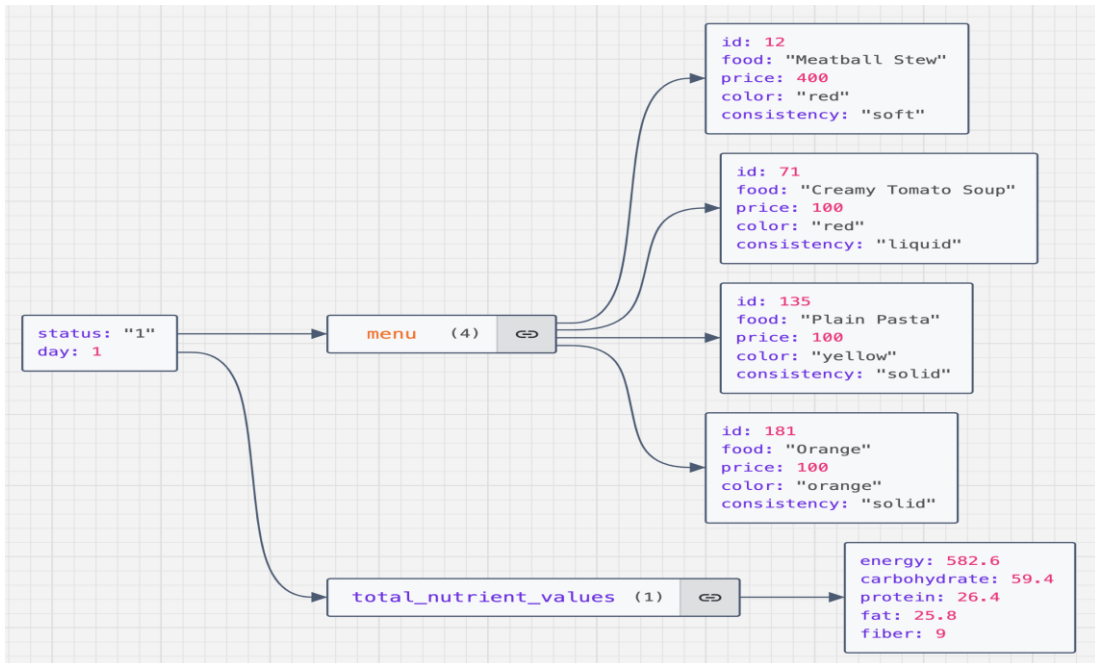 status: "1"
day: 1
menu (4)
id: 12
food: "Meatball Stew"
price: 400
color: "red"
consistency: "soft"
id: 71
food: "Creamy Tomato Soup"
price: 100
color: "red"
consistency: "liquid"
id: 135
food: "Plain Pasta"
price: 100
color: "yellow"
consistency: "solid"
id: 181
food: "Orange"
price: 100
color: "orange"
consistency: "solid"
total_nutrient_values (1)
energy: 582.6
carbohydrate: 59.4
protein: 26.4
fat: 25.8
fiber: 9